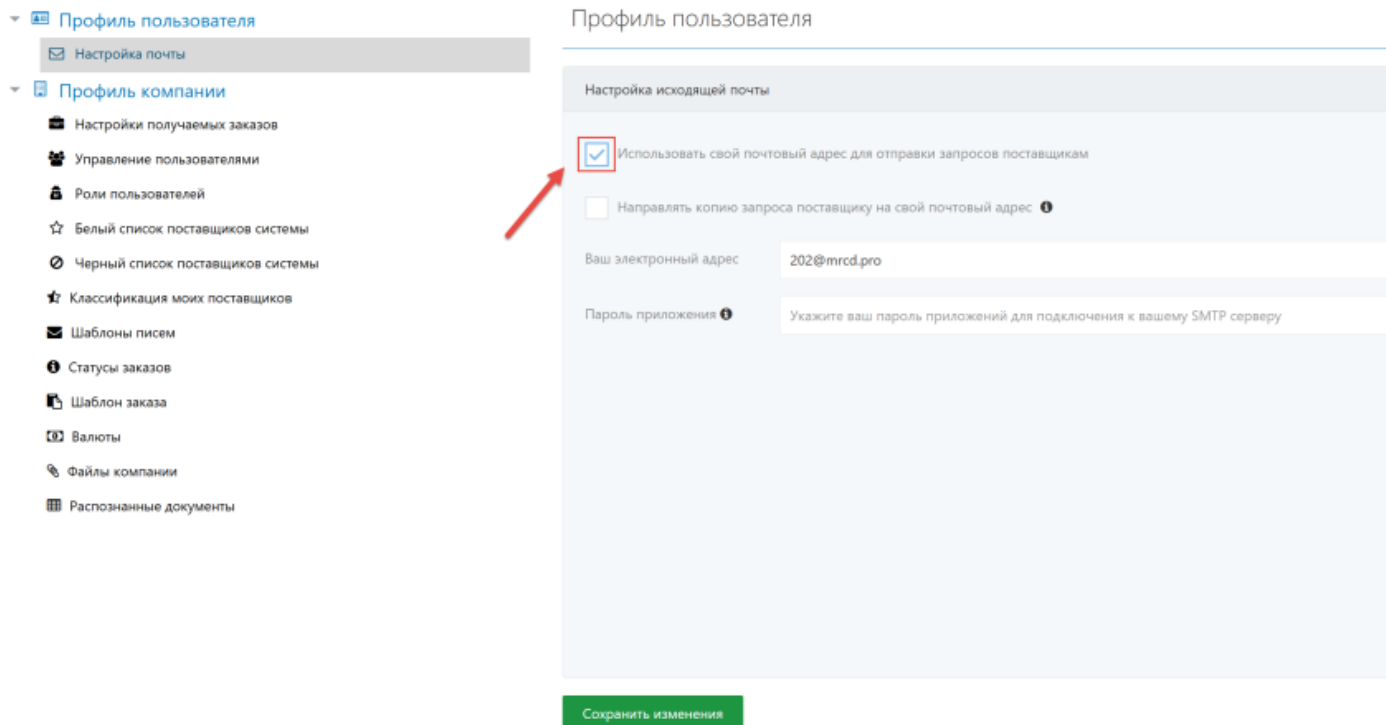 Профиль пользователя
Настройка почты
Профиль компании
Настройки получаемых заказов
Управление пользователями
Роли пользователей
Белый список поставщиков системы
Черный список поставщиков системы
Классификация моих поставщиков
Шаблоны писем
Статусы заказов
Шаблон заказа
Валюты
Файлы компании
Распознанные документы
Профиль пользователя
Настройка исходящей почты
Использовать свой почтовый адрес для отправки запросов поставщикам
Направлять копию запроса поставщику на свой почтовый адрес
Ваш электронный адрес 202@mrcd.pro
Пароль приложения Укажите ваш пароль приложений для подключения к вашему SMTP серверу
Сохранить изменения